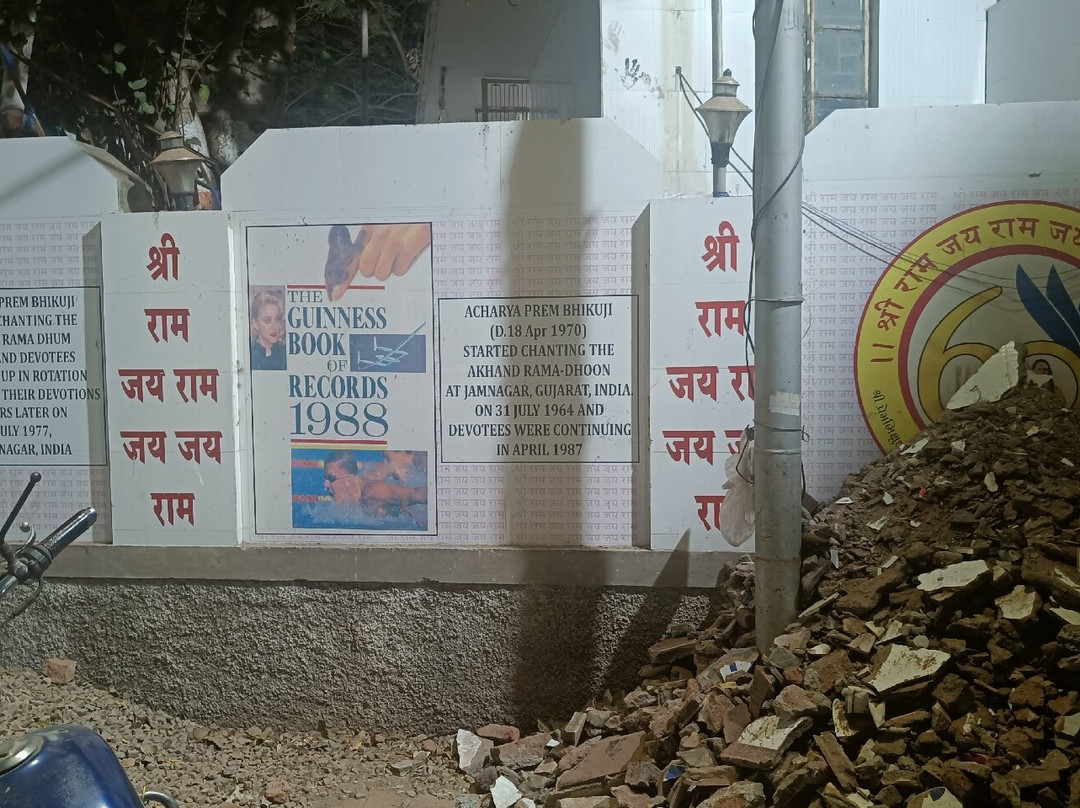 PREM BHIKUJI
CHANTING THE
RAMA DHUM
AND DEVOTEES
UP IN ROTATION
THEIR DEVOTIONS
RS LATER ON
ULY 1977,
NAGAR, INDIA
श्री
राम
जय राम
जय जय
राम
THE
GUINNESS
BOOK
OF
RECORDS
1988
ACHARYA PREM BHIKUJI
(D.18 Apr 1970)
STARTED CHANTING THE
AKHAND RAMA-DHOON
AT JAMNAGAR, GUJARAT, INDIA.
ON 31 JULY 1964 AND
DEVOTEES WERE CONTINUING
IN APRIL 1987
श्री
राम
जय रा
जय ज
रा
।। श्री राम जय राम जय